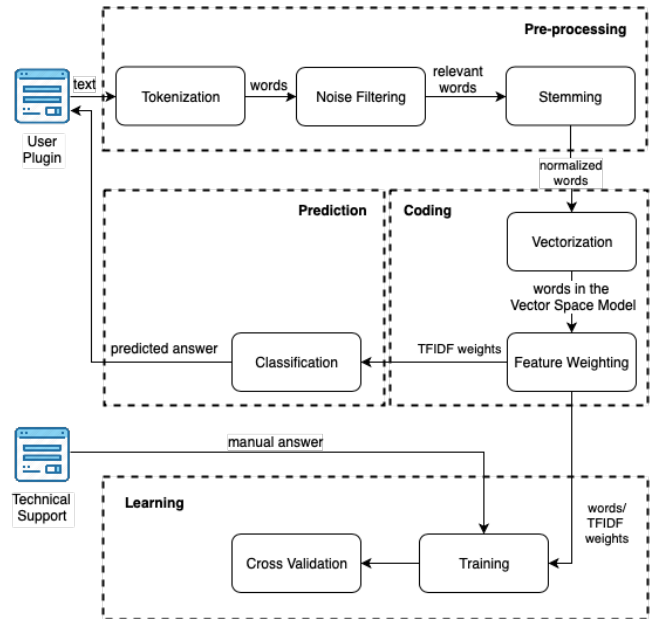 Pre-processing
text
Tokenization
words
Noise Filtering
relevant
words
Stemming
User
Plugin
normalized
words
Prediction
Coding
Vectorization
words in the
Vector Space Model
predicted answer
Classification
TFIDF weights
Feature Weighting
manual answer
Technical
Support
Learning
words/
TFIDF
weights
Cross Validation
Training